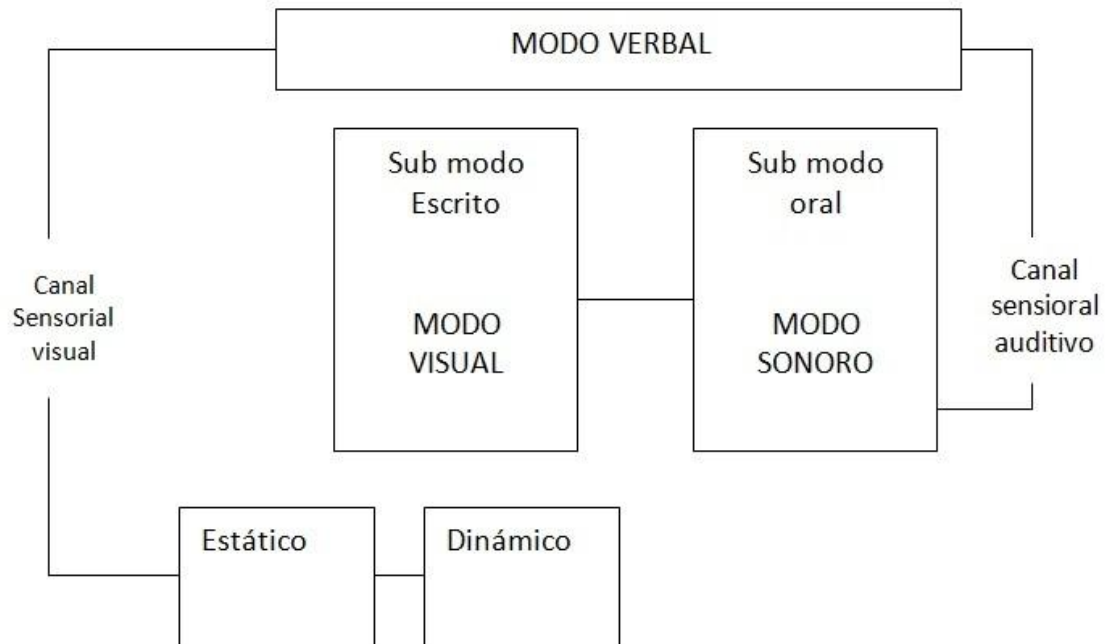 MODO VERBAL
Sub modo
Escrito
MODO
VISUAL
Sub modo
oral
MODO
SONORO
Canal
Sensorial
visual
Canal
sensioral
auditivo
Estático
Dinámico